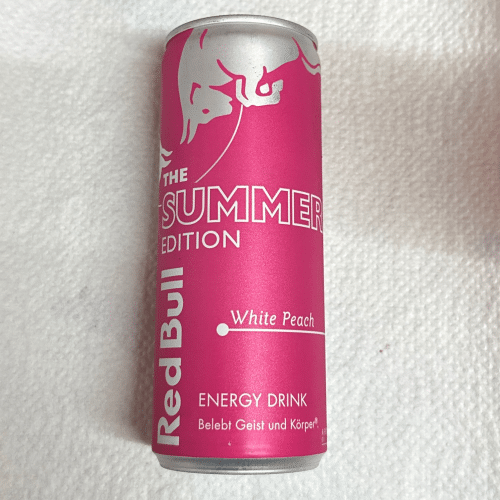 THE
SUMMER
EDITION
Red Bull
White Peach
ENERGY DRINK
Belebt Geist und Körper®